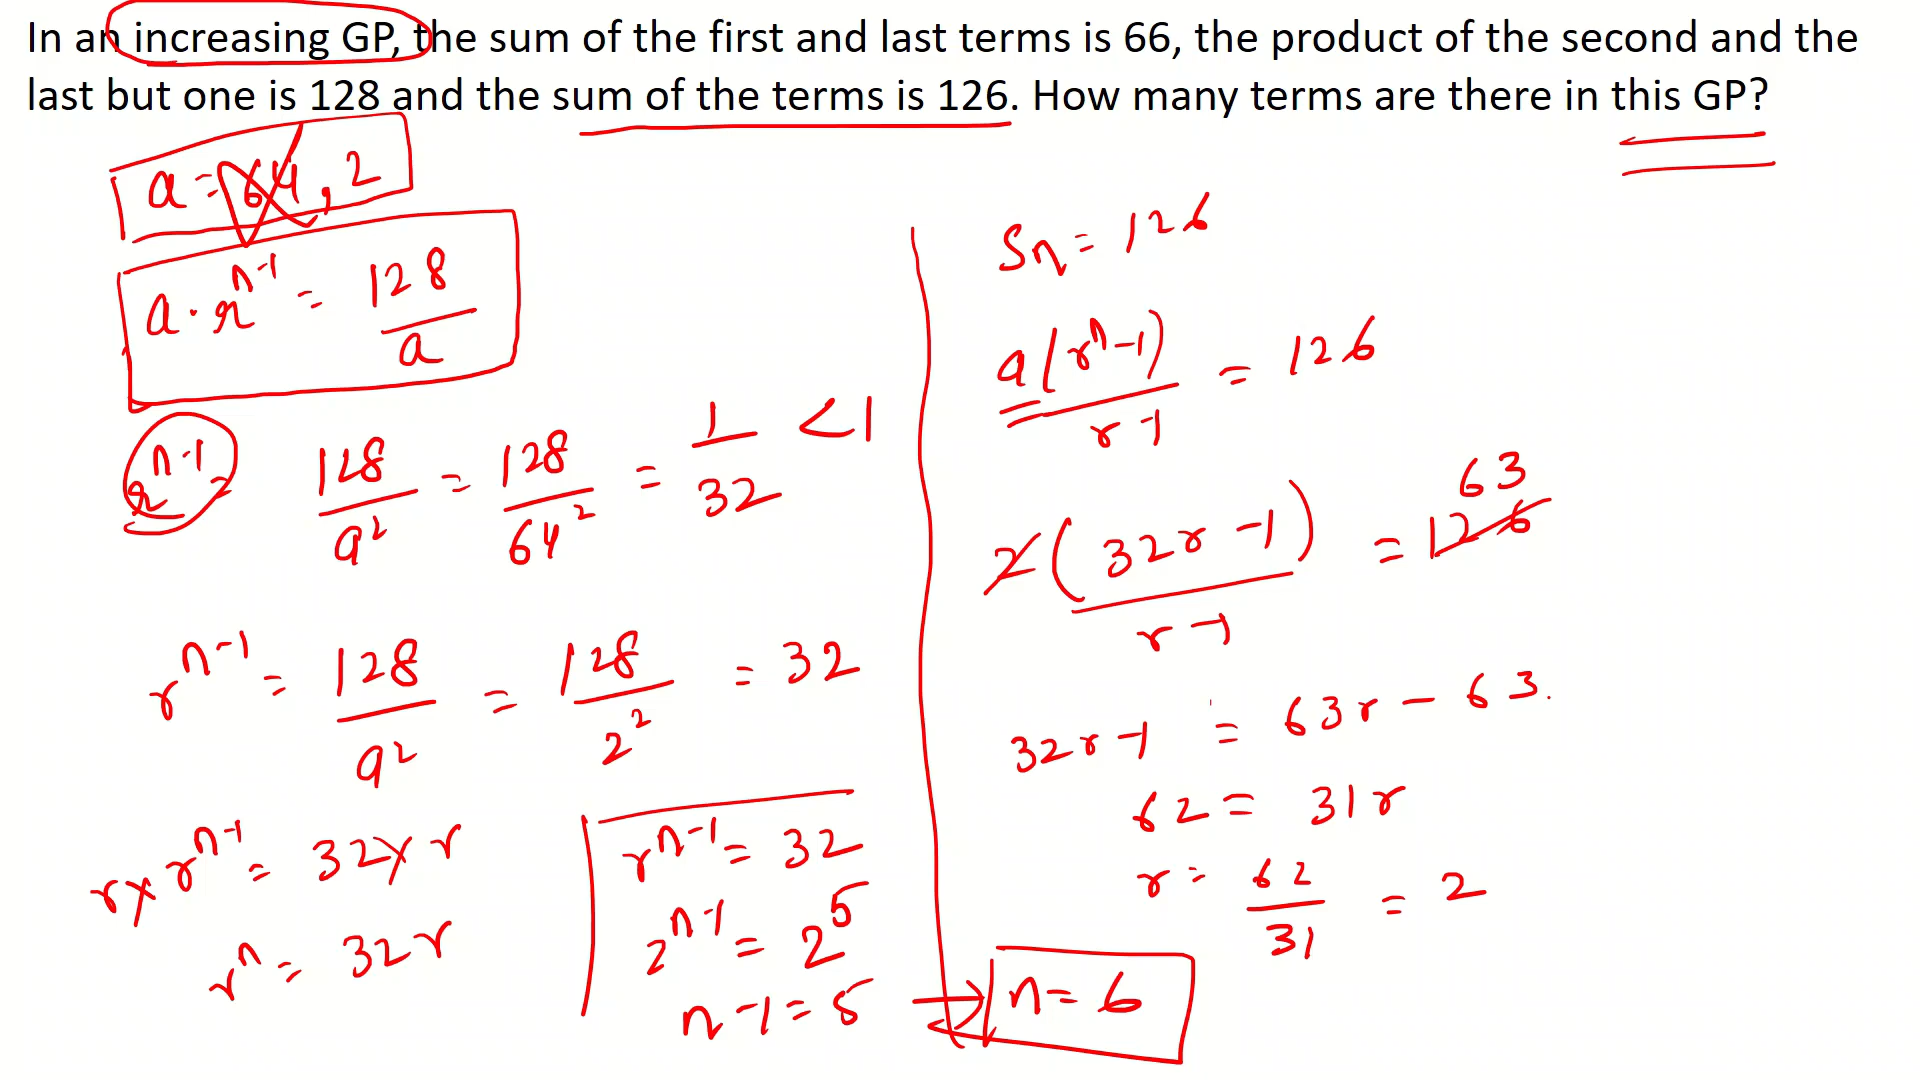 In an increasing GP, the sum of the first and last terms is 66, the product of the second and the
last but one is 128 and the sum of the terms is 126. How many terms are there in this GP?
a = 64, 2
a · r^(n-1) = 128/a
r^(n-1) = 128/a² = 128/64² = 1/32 < 1
r^(n-1) = 128/a² = 128/2² = 32
r × r^(n-1) = 32 × r
r^n = 32r
r^(n-1) = 32
2^(n-1) = 2^5
n-1 = 5
Sn = 126
a(r^n - 1)/(r-1) = 126
2(32r - 1)/(r-1) = 126 63
32r - 1 = 63r - 63.
62 = 31r
r = 62/31 = 2
n = 6